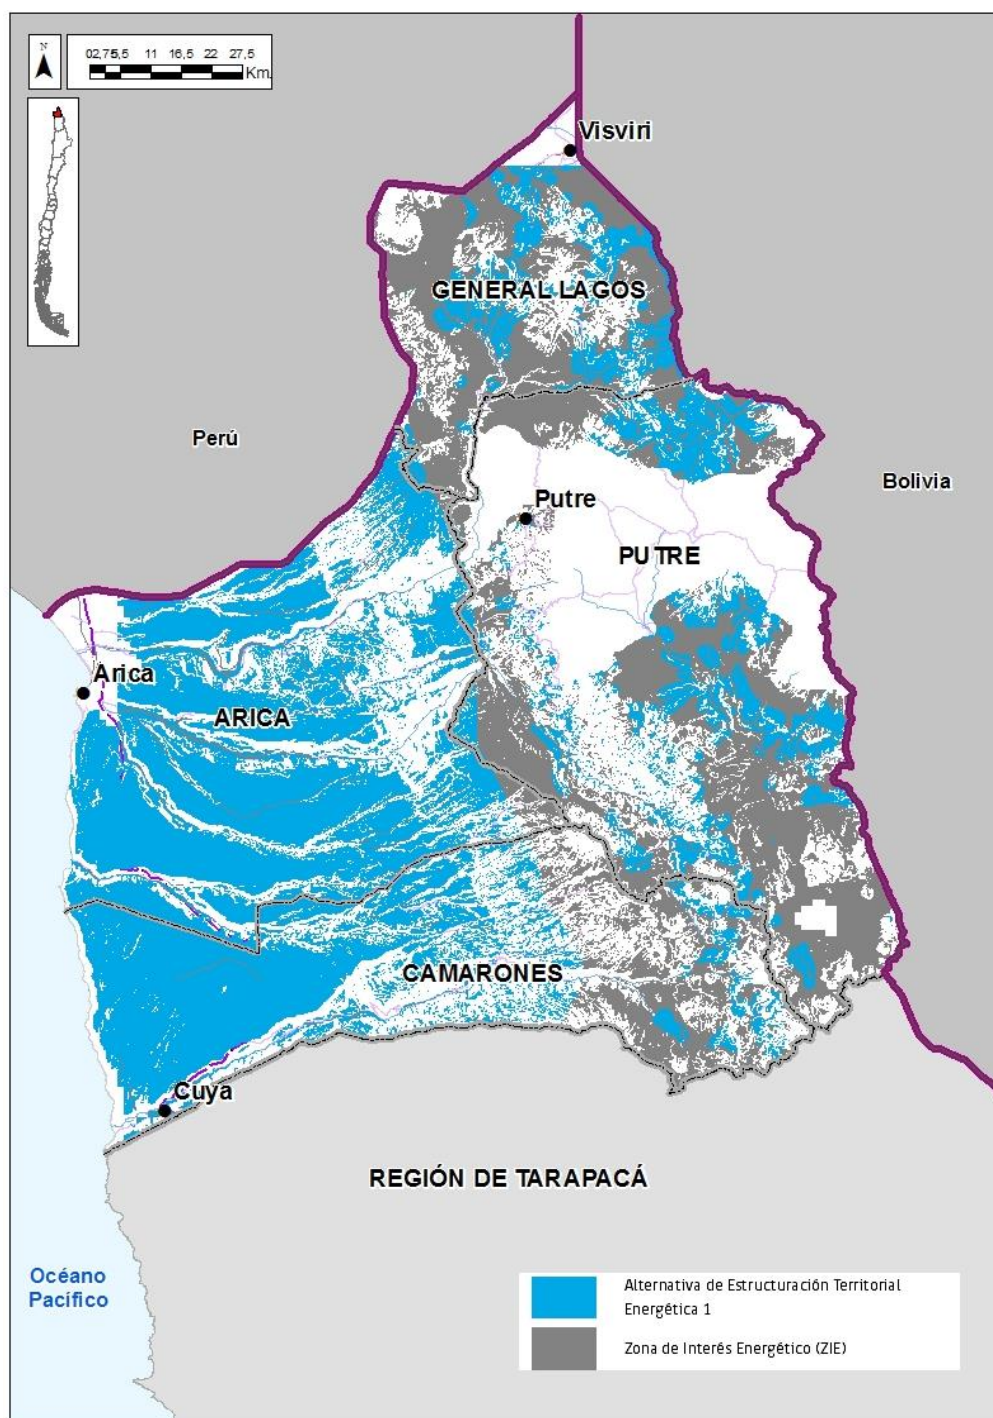 N
02,755,5 11 16,5 22 27,5
Km.
Visviri
GENERAL LAGOS
Perú
Bolivia
Putre
PUTRE
Arica
ARICA
CAMARONES
Cuya
REGIÓN DE TARAPACÁ
Océano
Pacífico
Alternativa de Estructuración Territorial
Energética 1
Zona de Interés Energético (ZIE)